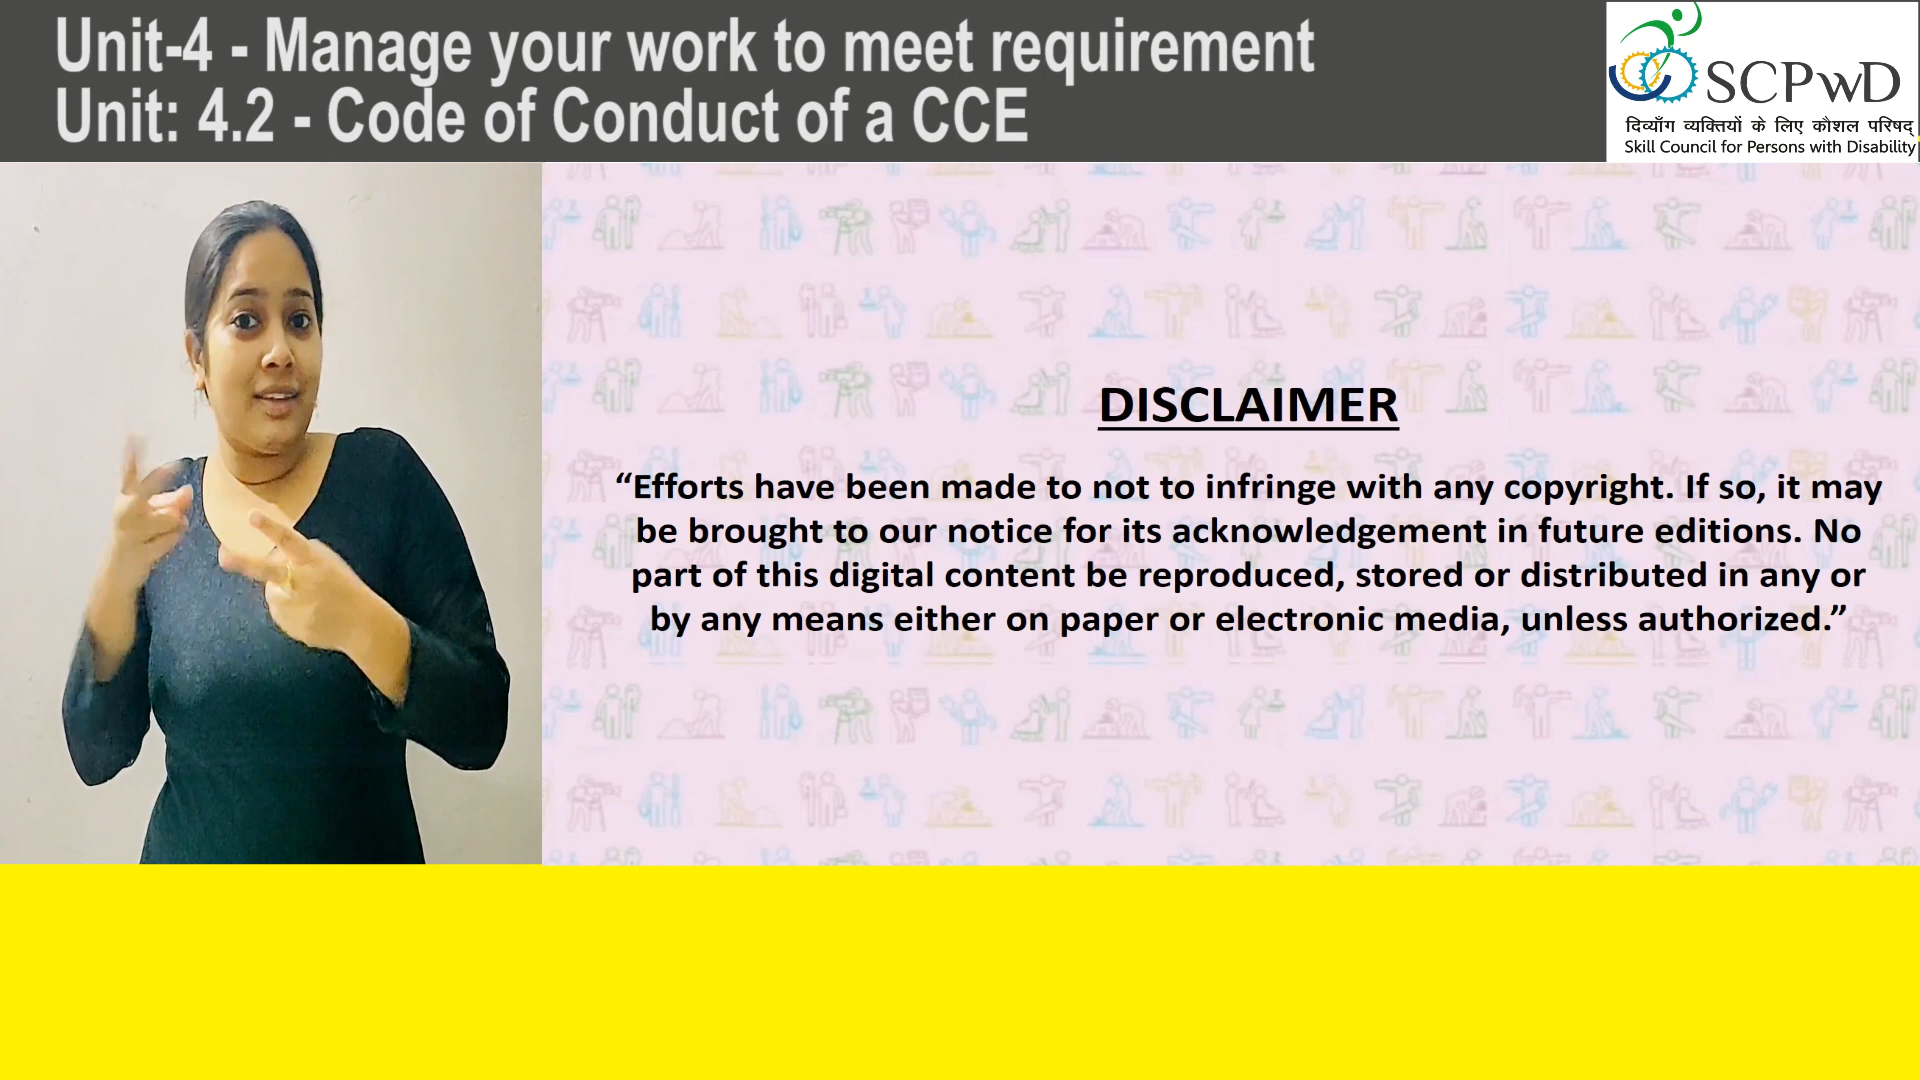 Unit-4 - Manage your work to meet requirement
Unit: 4.2 - Code of Conduct of a CCE
SCPwD
दिव्याँग व्यक्तियों के लिए कौशल परिषद्
Skill Council for Persons with Disability
DISCLAIMER
“Efforts have been made to not to infringe with any copyright. If so, it may
be brought to our notice for its acknowledgement in future editions. No
part of this digital content be reproduced, stored or distributed in any or
by any means either on paper or electronic media, unless authorized.”